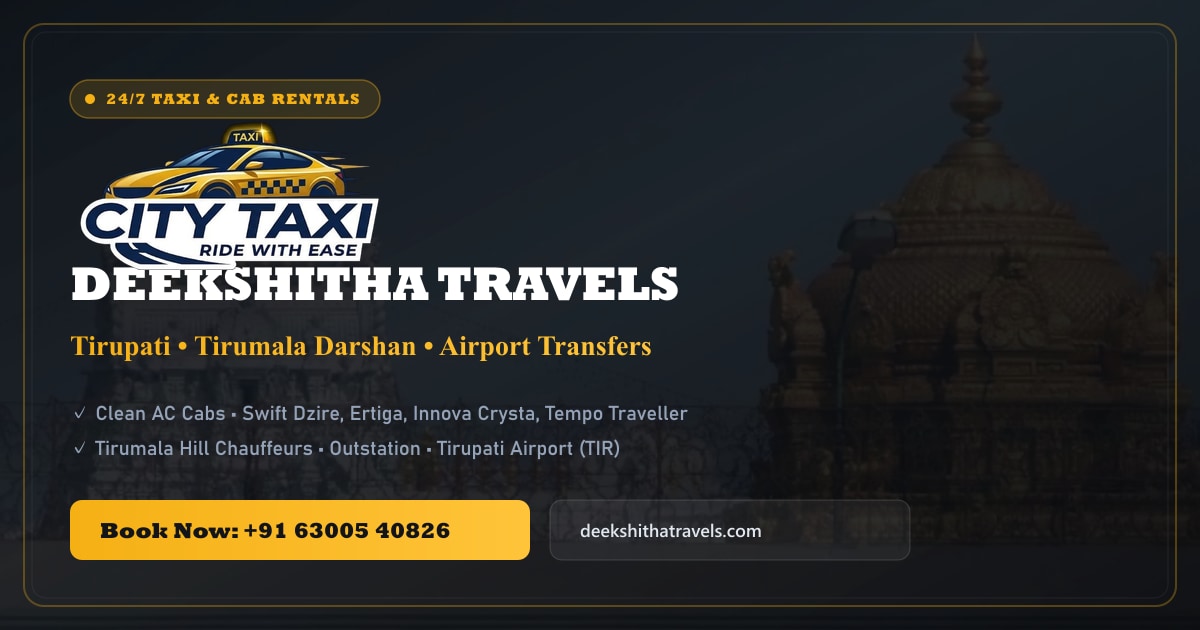 24/7 TAXI & CAB RENTALS
TAXI
CITY TAXI
RIDE WITH EASE
DEEKSHITHA TRAVELS
Tirupati • Tirumala Darshan • Airport Transfers
✓ Clean AC Cabs • Swift Dzire, Ertiga, Innova Crysta, Tempo Traveller
✓ Tirumala Hill Chauffeurs • Outstation • Tirupati Airport (TIR)
Book Now: +91 63005 40826
deekshithatravels.com